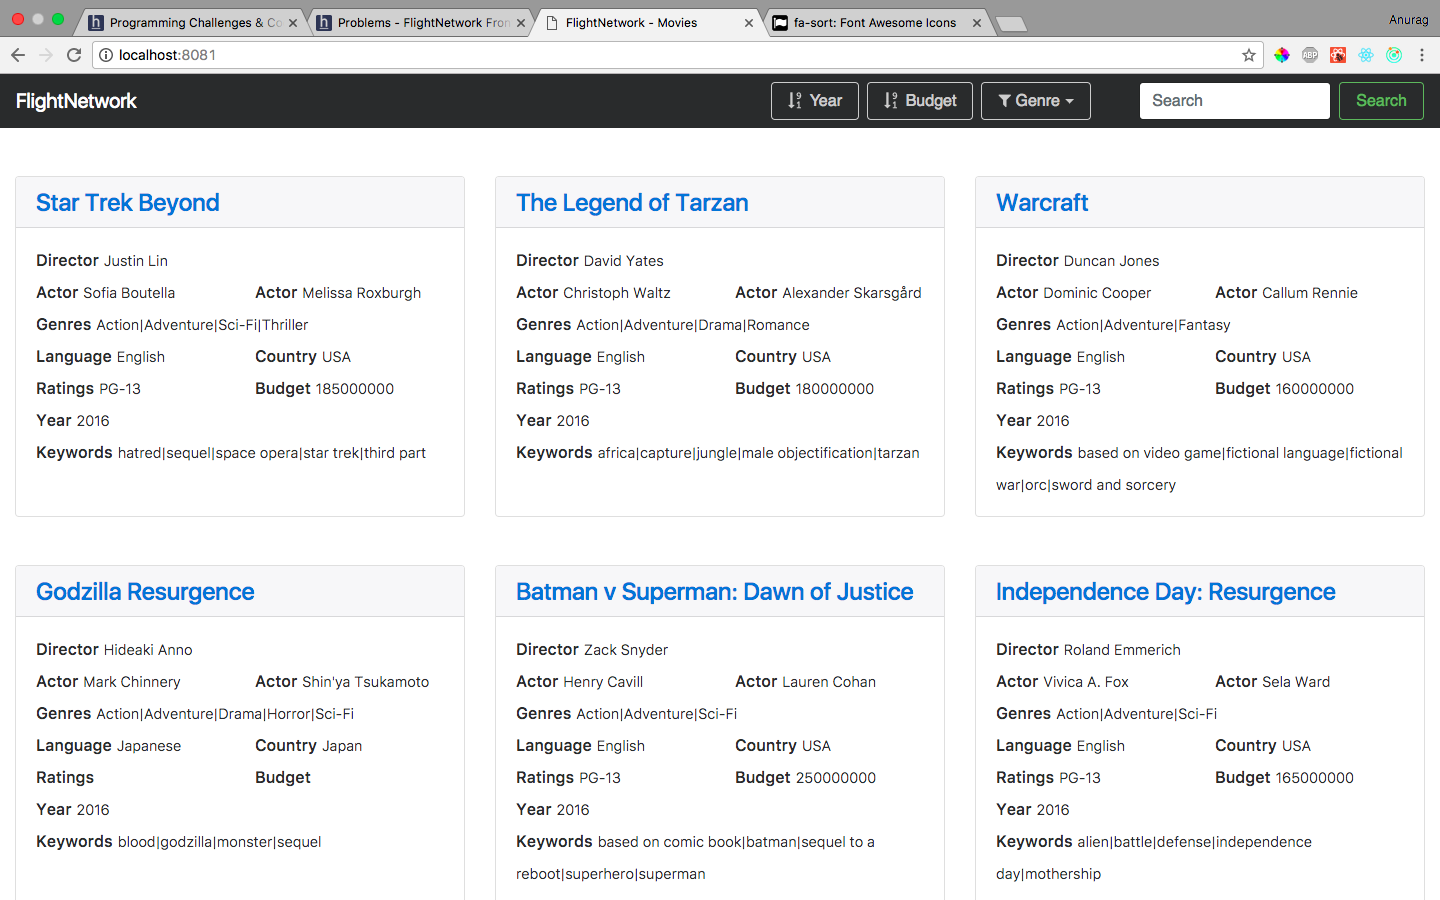 Programming Challenges & Co
Problems - FlightNetwork Fron
FlightNetwork - Movies
fa-sort: Font Awesome Icons
Anurag
localhost:8081
ABP
FlightNetwork
Year
Budget
Genre
Search
Search
Star Trek Beyond
Director Justin Lin
Actor Sofia Boutella Actor Melissa Roxburgh
Genres Action|Adventure|Sci-Fi|Thriller
Language English Country USA
Ratings PG-13 Budget 185000000
Year 2016
Keywords hatred|sequel|space opera|star trek|third part
The Legend of Tarzan
Director David Yates
Actor Christoph Waltz Actor Alexander Skarsgård
Genres Action|Adventure|Drama|Romance
Language English Country USA
Ratings PG-13 Budget 180000000
Year 2016
Keywords africa|capture|jungle|male objectification|tarzan
Warcraft
Director Duncan Jones
Actor Dominic Cooper Actor Callum Rennie
Genres Action|Adventure|Fantasy
Language English Country USA
Ratings PG-13 Budget 160000000
Year 2016
Keywords based on video game|fictional language|fictional
war|orc|sword and sorcery
Godzilla Resurgence
Director Hideaki Anno
Actor Mark Chinnery Actor Shin'ya Tsukamoto
Genres Action|Adventure|Drama|Horror|Sci-Fi
Language Japanese Country Japan
Ratings Budget
Year 2016
Keywords blood|godzilla|monster|sequel
Batman v Superman: Dawn of Justice
Director Zack Snyder
Actor Henry Cavill Actor Lauren Cohan
Genres Action|Adventure|Sci-Fi
Language English Country USA
Ratings PG-13 Budget 250000000
Year 2016
Keywords based on comic book|batman|sequel to a
reboot|superhero|superman
Independence Day: Resurgence
Director Roland Emmerich
Actor Vivica A. Fox Actor Sela Ward
Genres Action|Adventure|Sci-Fi
Language English Country USA
Ratings PG-13 Budget 165000000
Year 2016
Keywords alien|battle|defense|independence
day|mothership